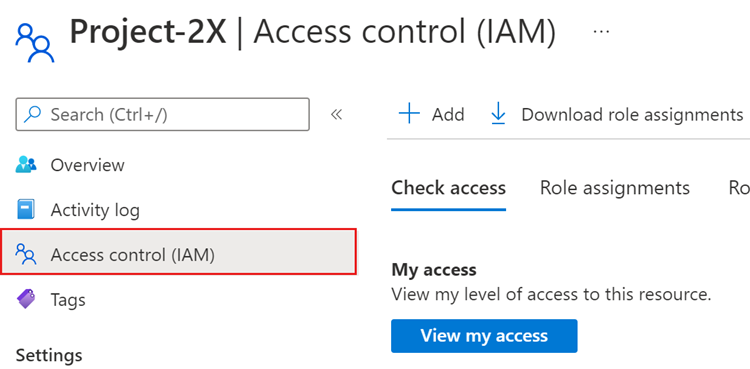 Project-2X | Access control (IAM) ...
Search (Ctrl+/) «
+ Add Download role assignments
Overview
Check access Role assignments Ro
Activity log
Access control (IAM)
My access
View my level of access to this resource.
Tags
View my access
Settings